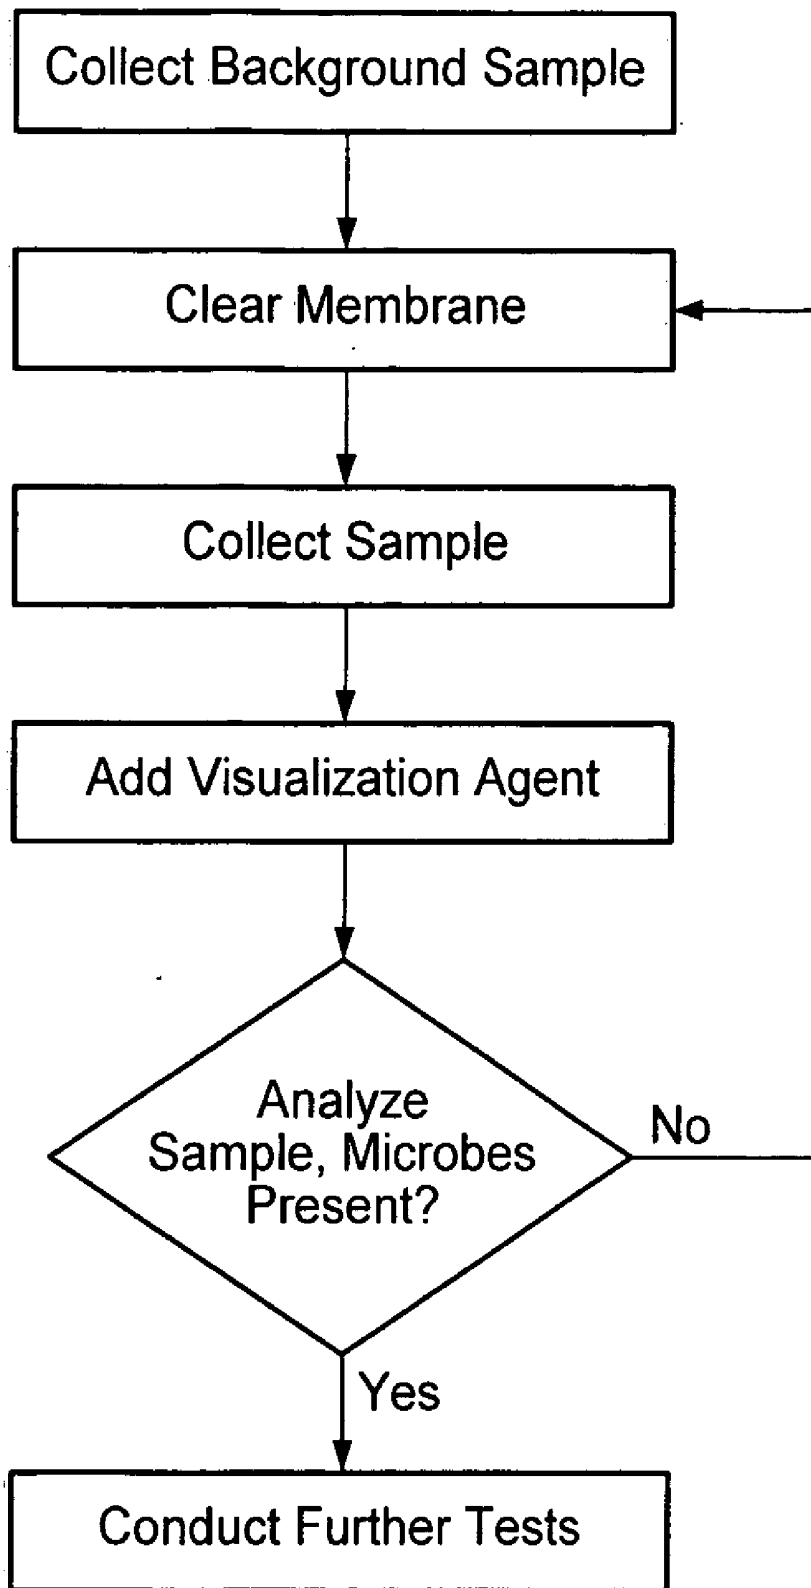 Collect Background Sample
Clear Membrane
Collect Sample
Add Visualization Agent
Analyze
Sample, Microbes
Present?
No
Yes
Conduct Further Tests